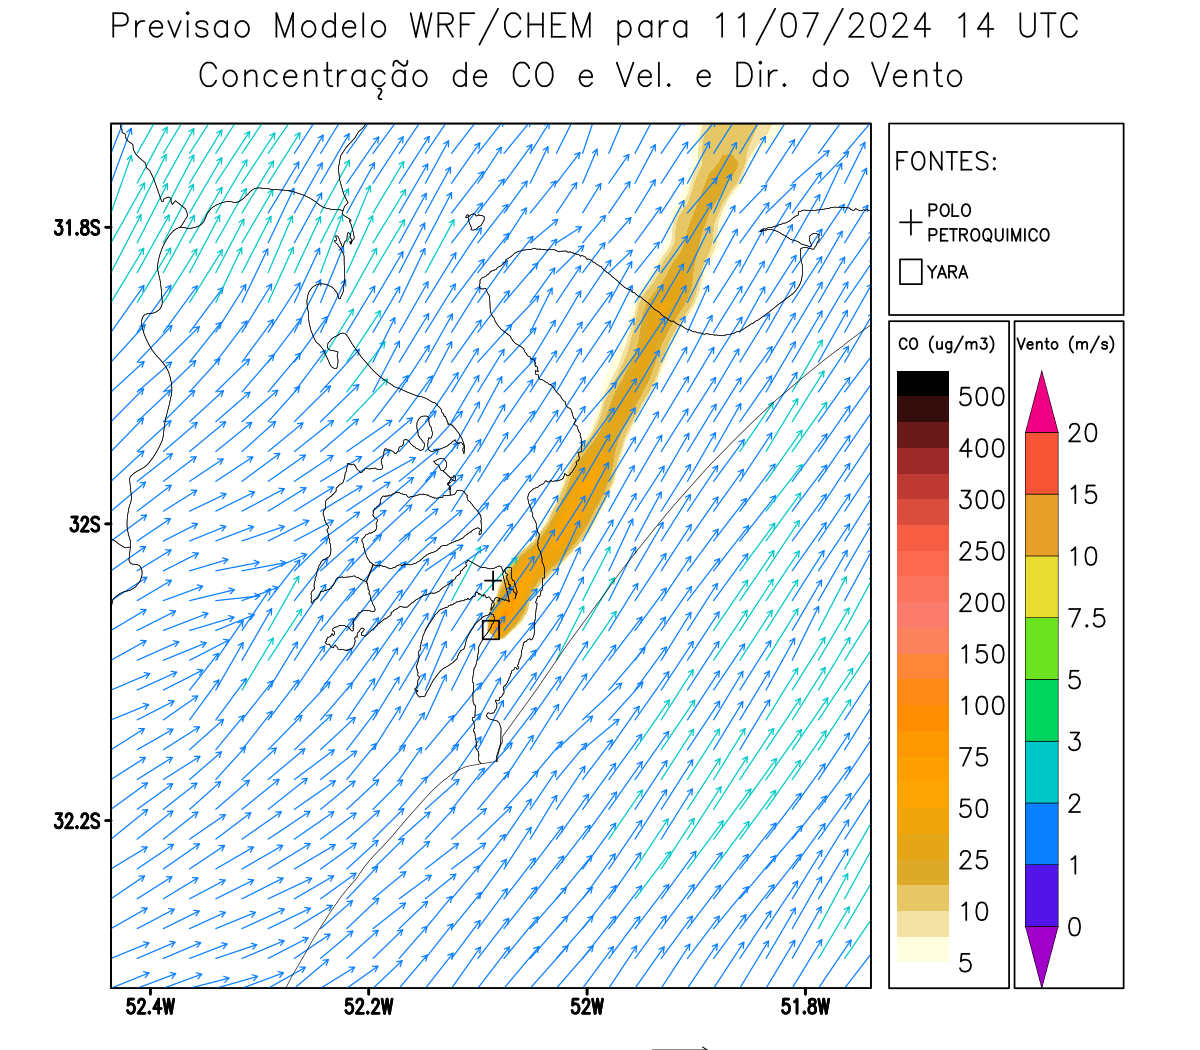 Previsao Modelo WRF/CHEM para 11/07/2024 14 UTC
Concentração de CO e Vel. e Dir. do Vento
FONTES:
POLO
PETROQUIMICO
YARA
CO (ug/m3)
500
400
300
250
200
150
100
75
50
25
10
5
Vento (m/s)
20
15
10
7.5
5
3
2
1
0
31.8S
32S
32.2S
52.4W
52.2W
52W
51.8W